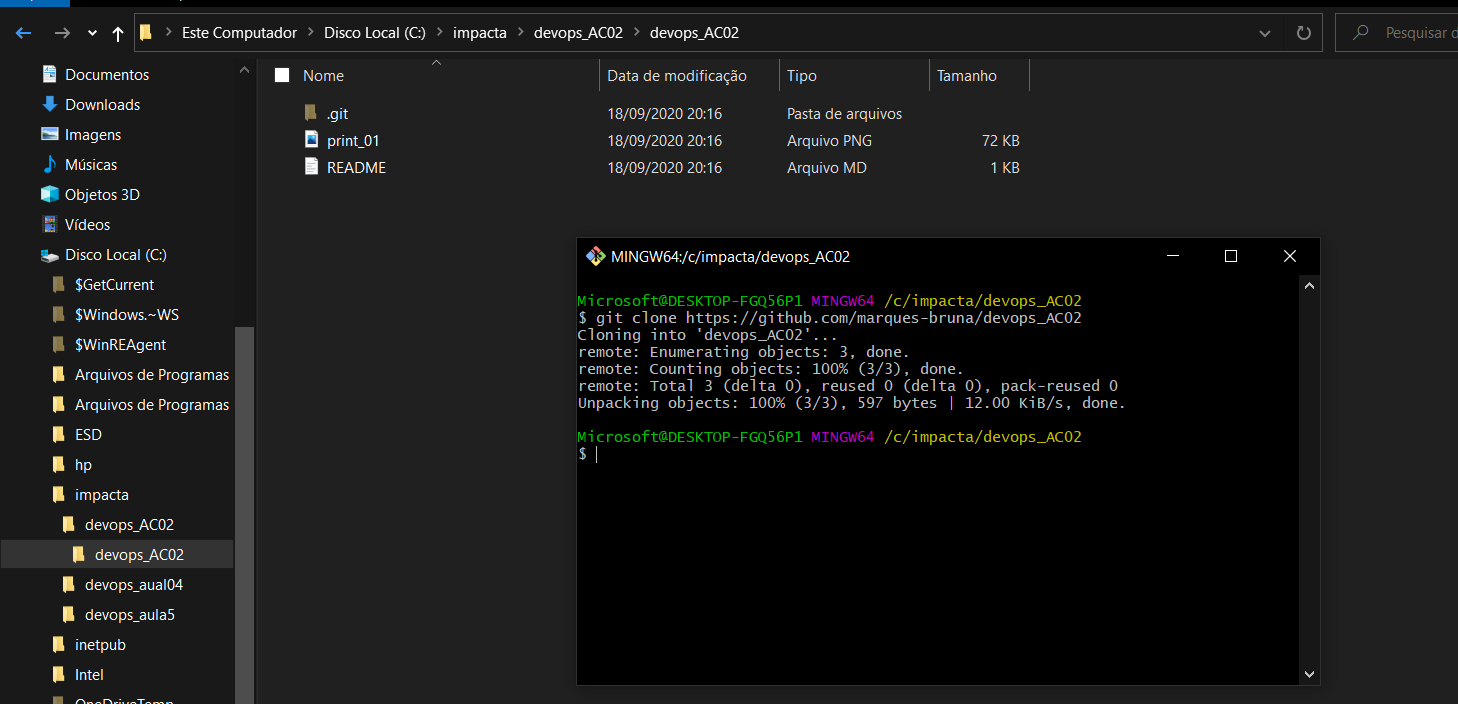 Este Computador > Disco Local (C:) > impacta > devops_AC02 > devops_AC02
Pesquisar d
Documentos
Downloads
Imagens
Músicas
Objetos 3D
Vídeos
Disco Local (C:)
$GetCurrent
$Windows.~WS
$WinREAgent
Arquivos de Programas
Arquivos de Programas
ESD
hp
impacta
devops_AC02
devops_AC02
devops_aual04
devops_aula5
inetpub
Intel
OneDriveTemp
Nome Data de modificação Tipo Tamanho
.git 18/09/2020 20:16 Pasta de arquivos
print_01 18/09/2020 20:16 Arquivo PNG 72 KB
README 18/09/2020 20:16 Arquivo MD 1 KB
MINGW64:/c/impacta/devops_AC02
Microsoft@DESKTOP-FGQ56P1 MINGW64 /c/impacta/devops_AC02
$ git clone https://github.com/marques-bruna/devops_AC02
Cloning into 'devops_AC02'...
remote: Enumerating objects: 3, done.
remote: Counting objects: 100% (3/3), done.
remote: Total 3 (delta 0), reused 0 (delta 0), pack-reused 0
Unpacking objects: 100% (3/3), 597 bytes | 12.00 KiB/s, done.
Microsoft@DESKTOP-FGQ56P1 MINGW64 /c/impacta/devops_AC02
$